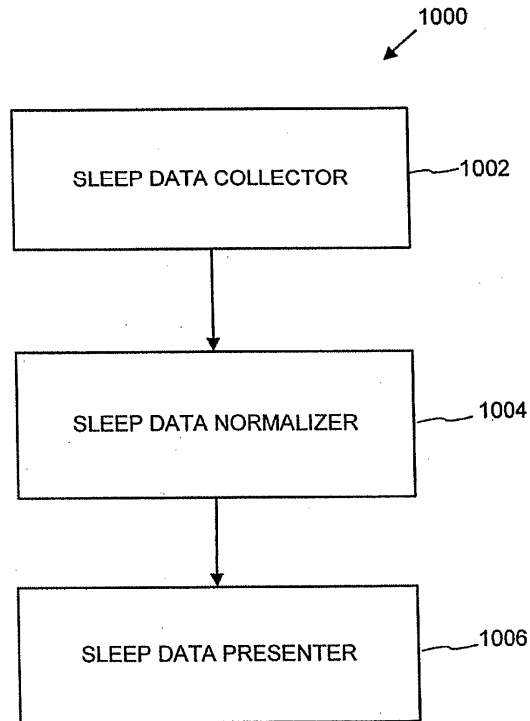 1000
SLEEP DATA COLLECTOR
1002
SLEEP DATA NORMALIZER
1004
SLEEP DATA PRESENTER
1006